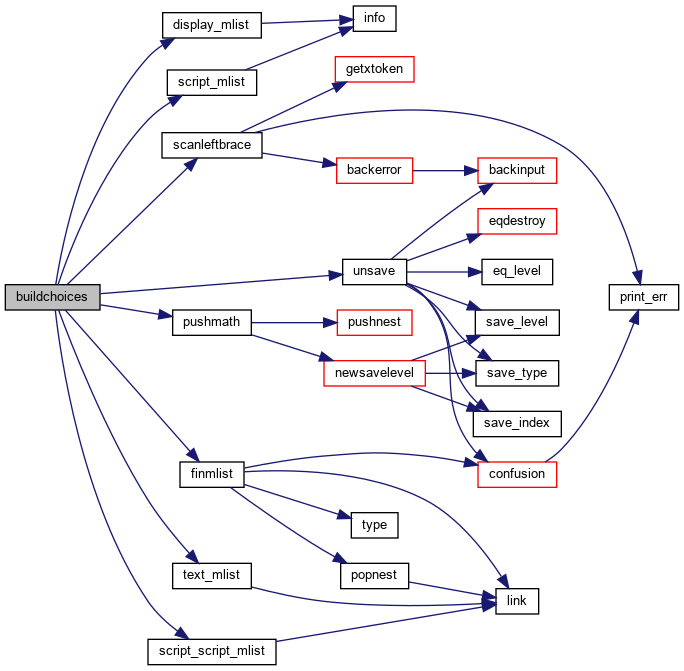 display_mlist
info
script_mlist
getxtoken
scanleftbrace
backerror
backinput
eqdestroy
unsave
eq_level
buildchoices
print_err
pushmath
pushnest
save_level
newsavelevel
save_type
save_index
finmlist
confusion
type
text_mlist
popnest
link
script_script_mlist